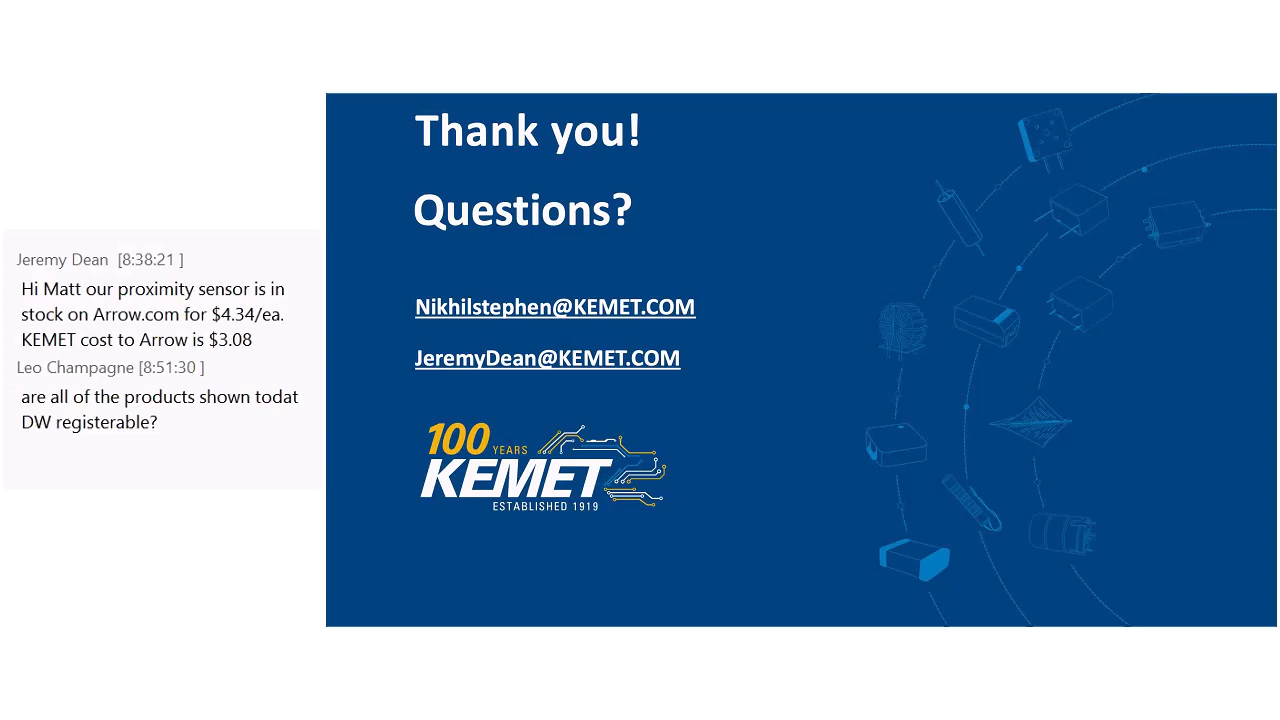 Jeremy Dean [8:38:21 ]
Hi Matt our proximity sensor is in
stock on Arrow.com for $4.34/ea.
KEMET cost to Arrow is $3.08
Leo Champagne [8:51:30 ]
are all of the products shown todat
DW registerable?
Thank you!
Questions?
Nikhilstephen@KEMET.COM
JeremyDean@KEMET.COM
100 YEARS
KEMET
ESTABLISHED 1919